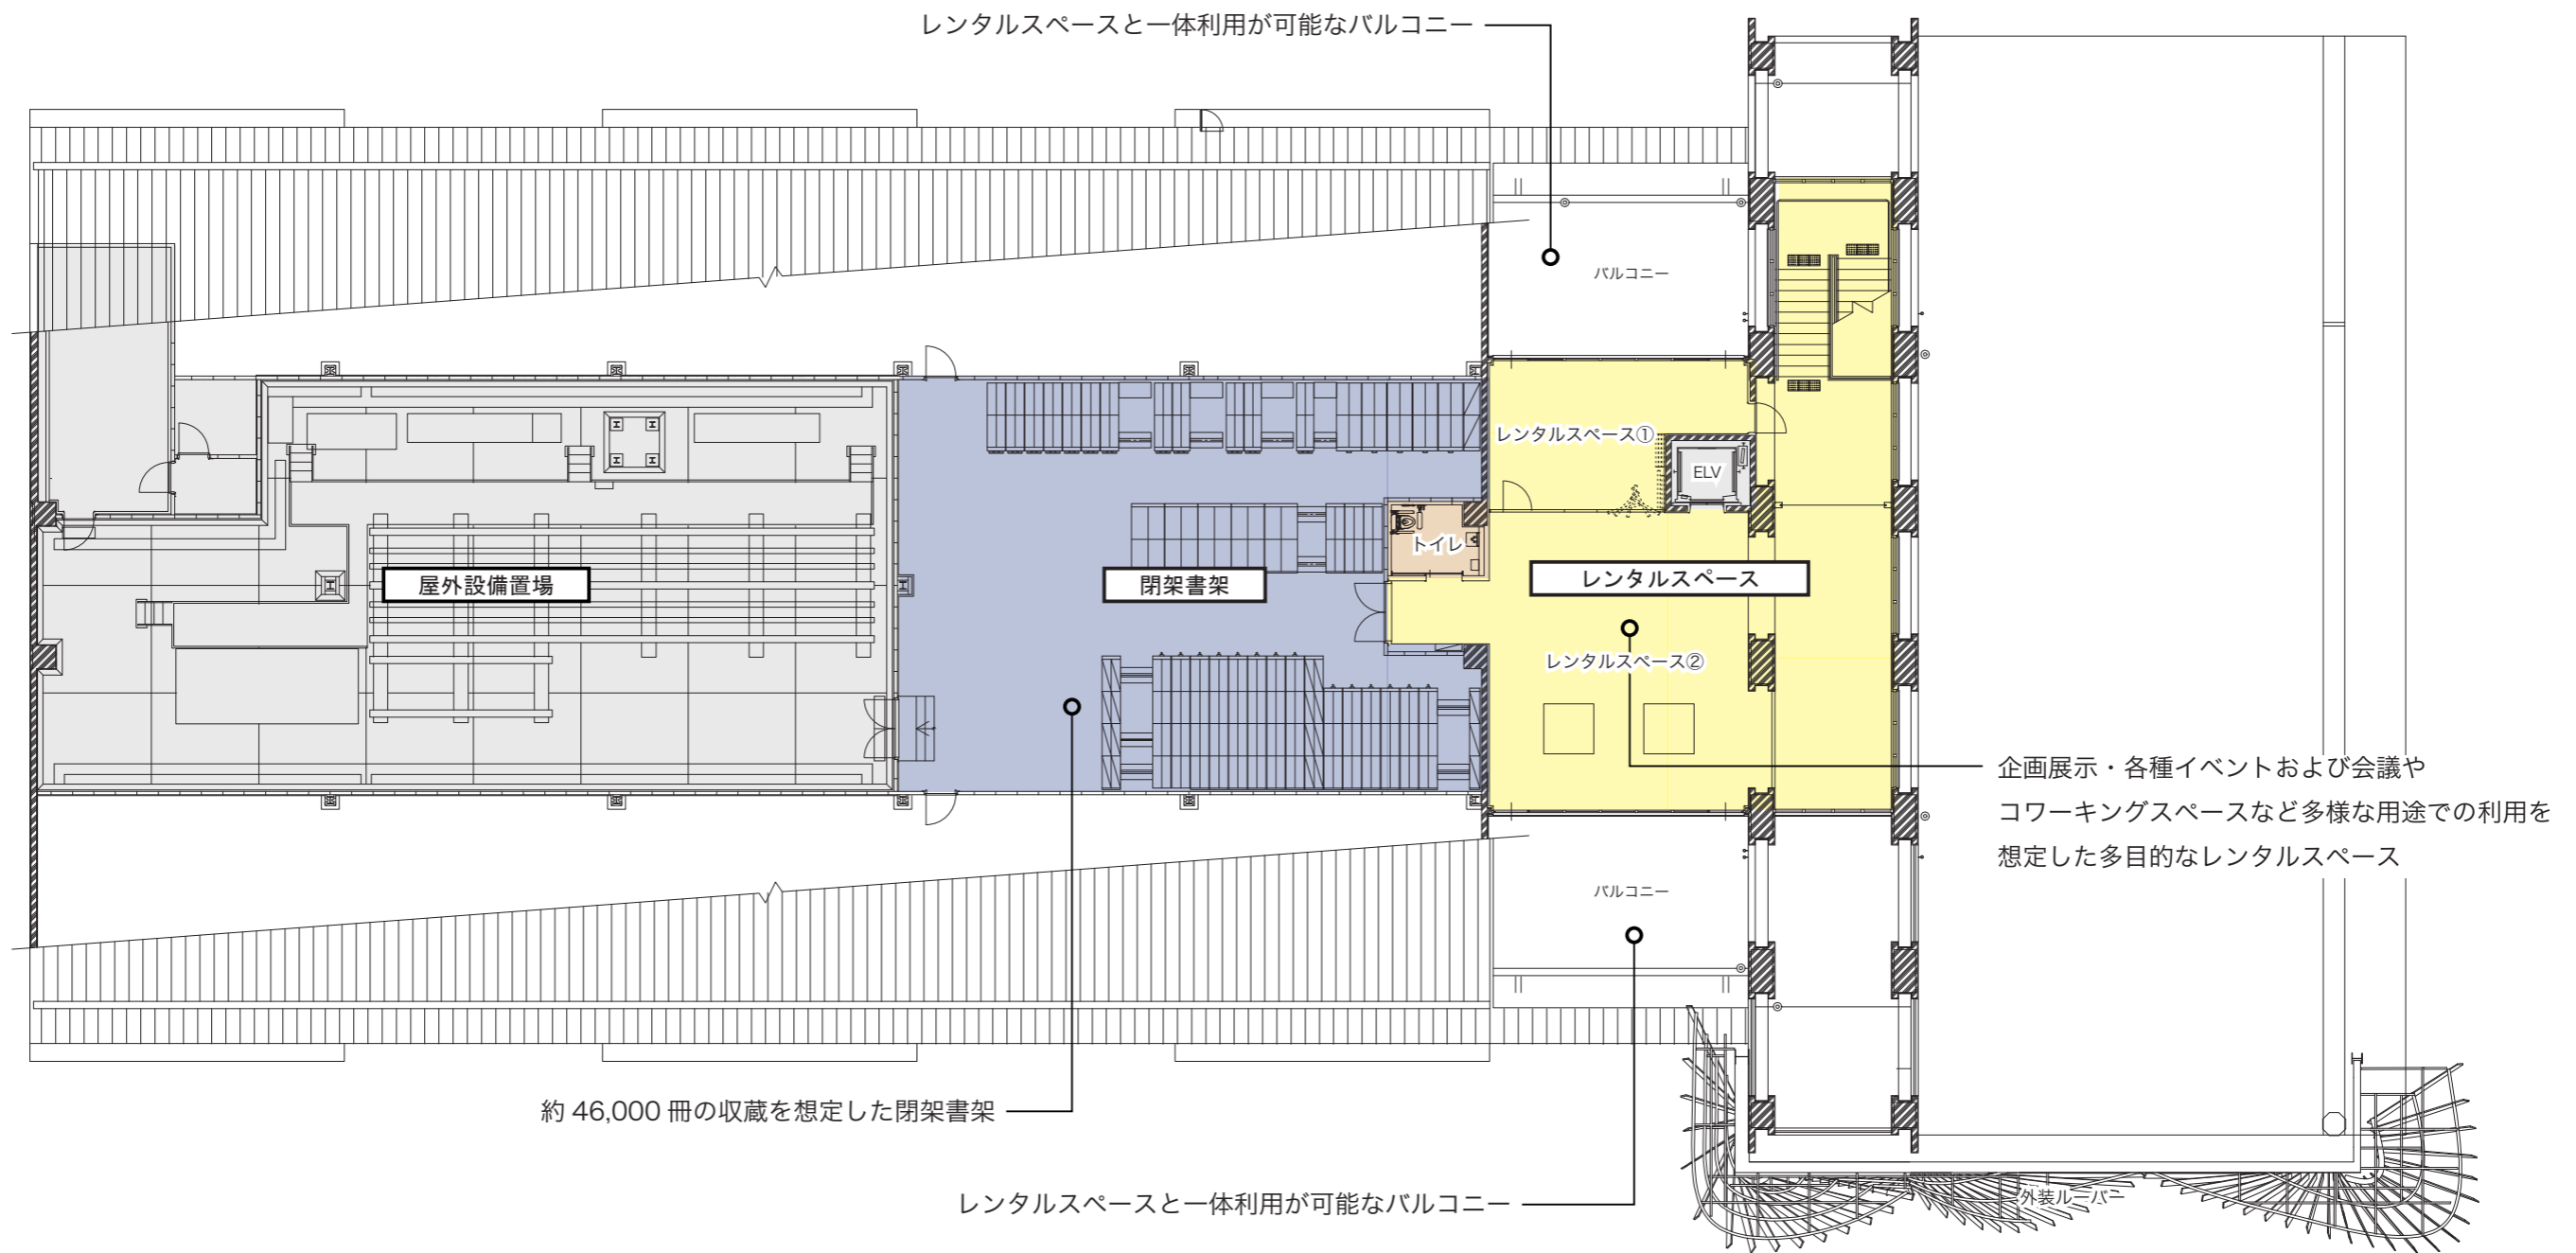 レンタルスペースと一体利用が可能なバルコニー
バルコニー
レンタルスペース①
ELV
トイレ
屋外設備置場
閉架書架
レンタルスペース
レンタルスペース②
企画展示・各種イベントおよび会議や
コワーキングスペースなど多様な用途での利用を
想定した多目的なレンタルスペース
バルコニー
約 46,000 冊の収蔵を想定した閉架書架
レンタルスペースと一体利用が可能なバルコニー
外装ルーバー